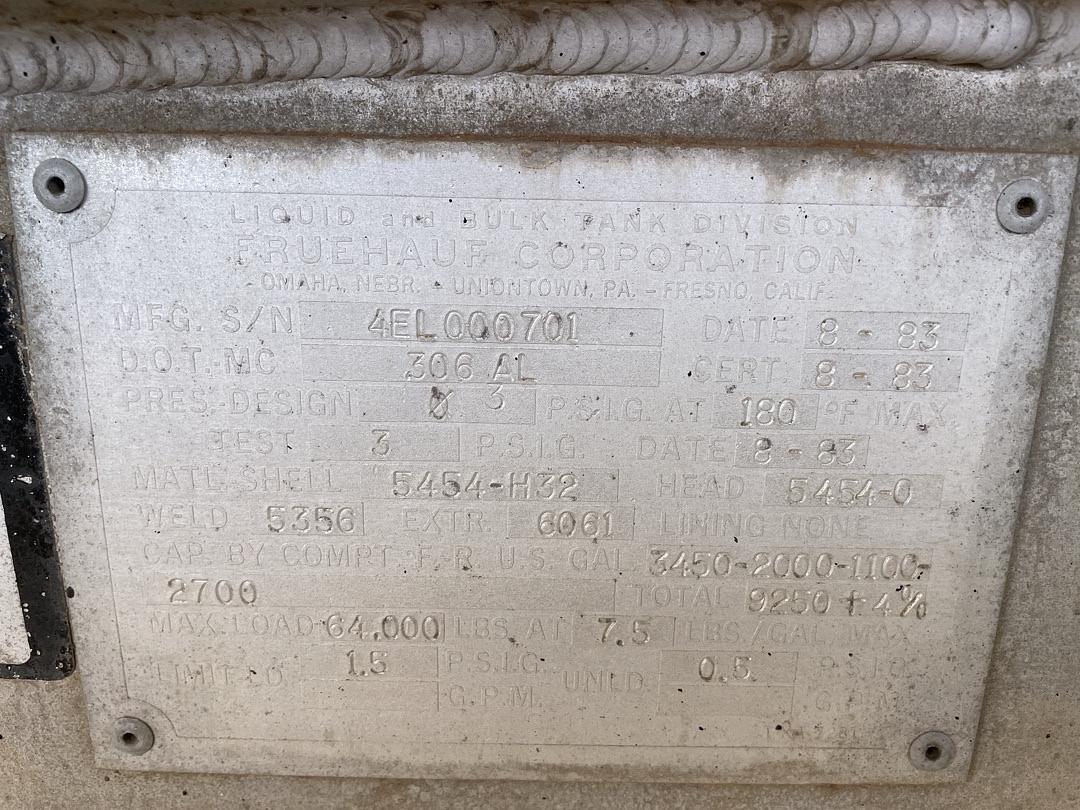 LIQUID and BULK TANK DIVISION
FRUEHAUF CORPORATION
OMAHA, NEBR. - UNIONTOWN, PA. - FRESNO, CALIF.
MFG. S/N 4EL000701 DATE 8-83
D.O.T.-MC 306 AL CERT. 8-83
PRES.-DESIGN 3 P.S.I.G. AT 180 °F MAX.
TEST 3 P.S.I.G. DATE 8-83
MATL. SHELL 5454-H32 HEAD 5454-0
WELD 5356 EXTR. 6061 LINING NONE
CAP. BY COMPT. F.-R. U.S. GAL. 3450-2000-1100-
2700 TOTAL 9250 + 4%
MAX. LOAD 64,000 LBS. AT 7.5 LBS./GAL. MAX.
LIMIT-LD. 1.5 P.S.I.G. UNLD. 0.5 P.S.I.G.
G.P.M. G.P.M.